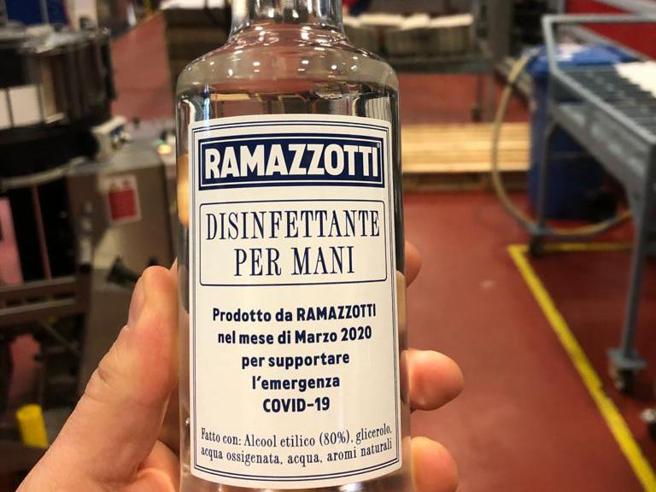 RAMAZZOTTI
DISINFETTANTE
PER MANI
Prodotto da RAMAZZOTTI
nel mese di Marzo 2020
per supportare
l'emergenza
COVID-19
Fatto con: Alcool etilico (80%), glicerolo,
acqua ossigenata, acqua, aromi naturali